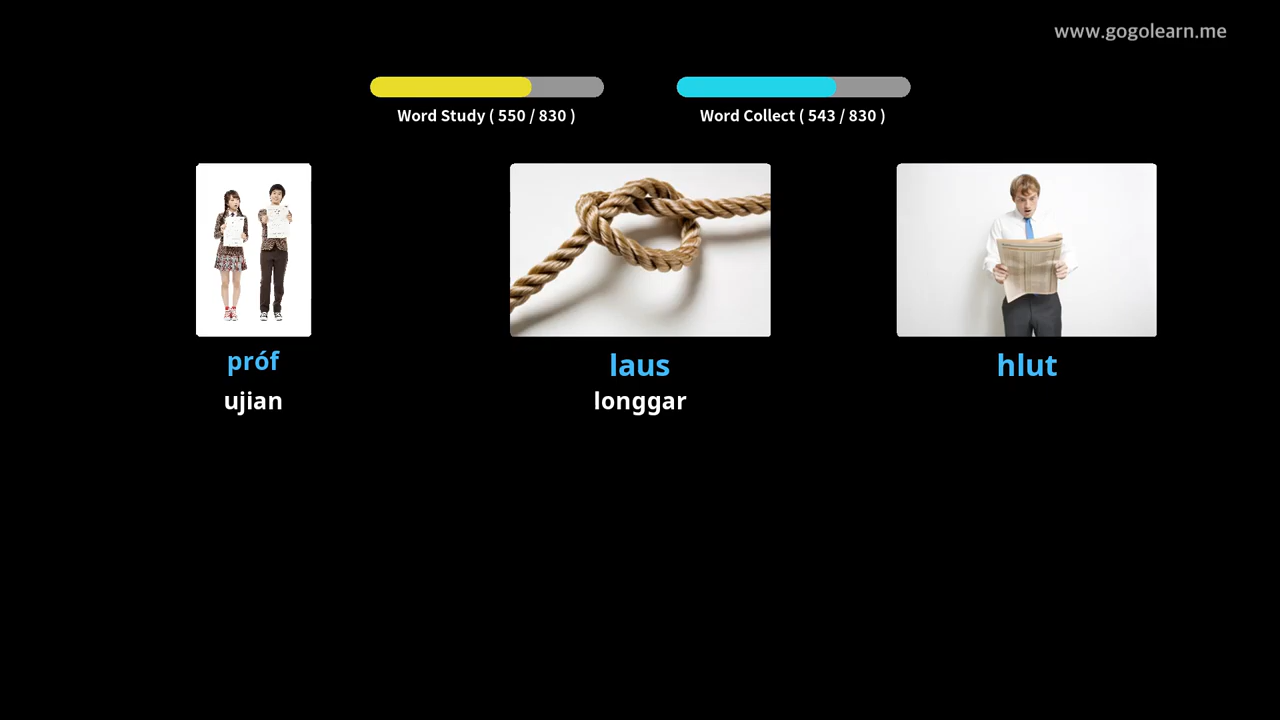 www.gogolearn.me
Word Study ( 550 / 830 )
Word Collect ( 543 / 830 )
próf
laus
hlut
ujian
longgar